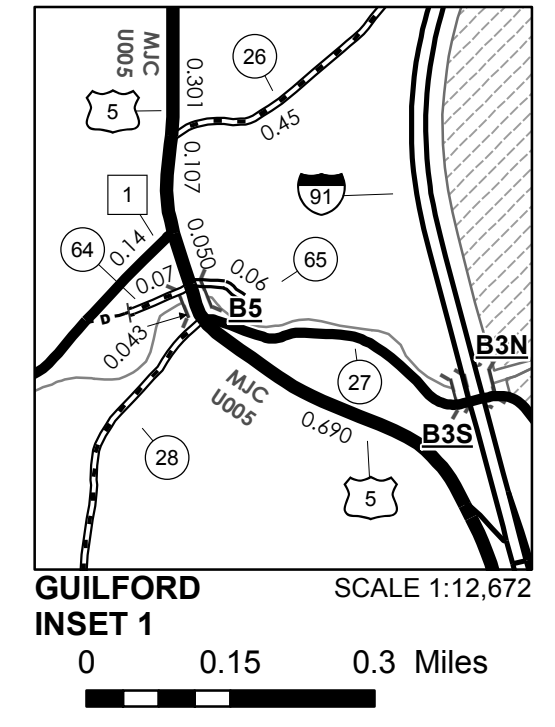 MJC
U005
26
0.301
5
0.45
0.107
91
1
0.14
64
0.050
65
0.07
0.06
D
B5
0.043
B3N
27
MJC
U005
0.690
B3S
28
5
GUILFORD
INSET 1
SCALE 1:12,672
0 0.15 0.3 Miles